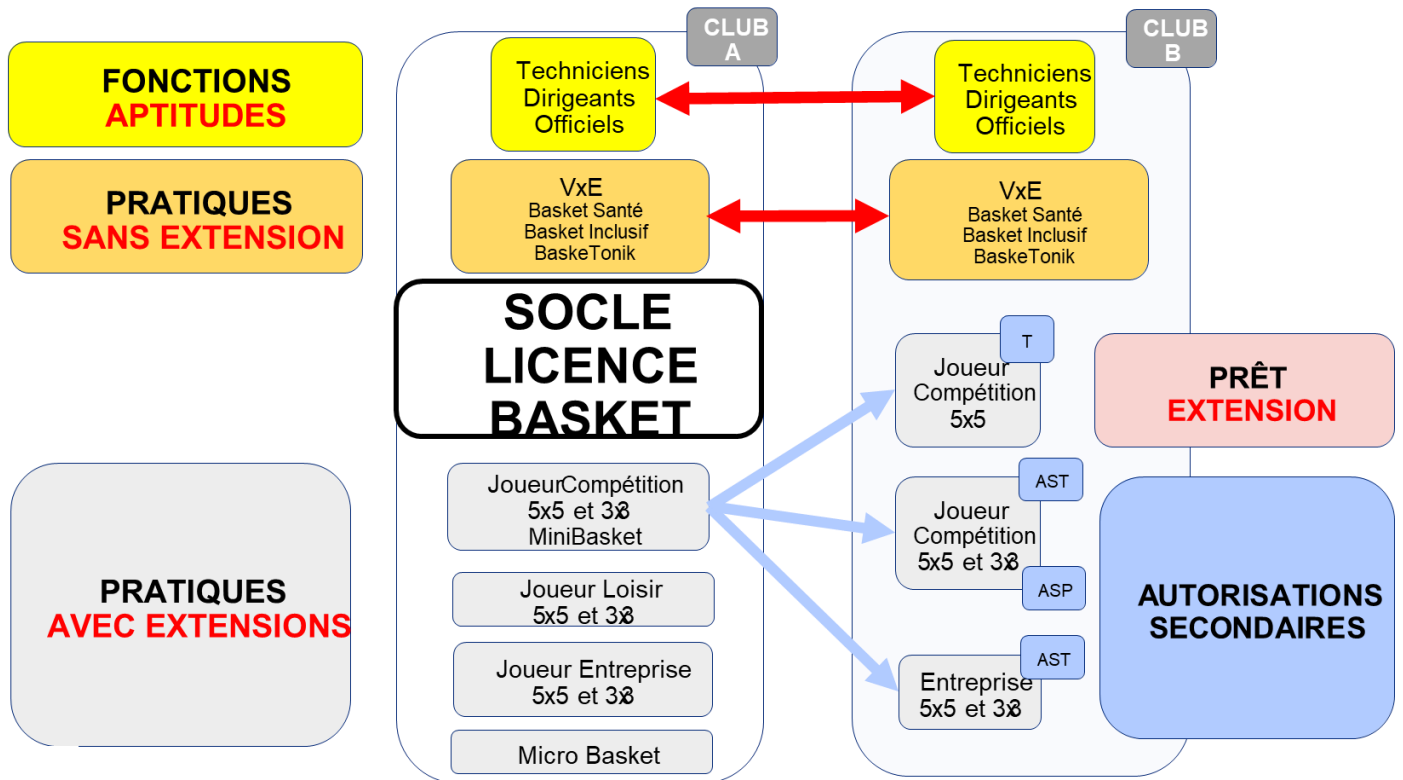 CLUB
A
CLUB
B
FONCTIONS
APTITUDES
Techniciens
Dirigeants
Officiels
Techniciens
Dirigeants
Officiels
PRATIQUES
SANS EXTENSION
VxE
Basket Santé
Basket Inclusif
BaskeTonik
VxE
Basket Santé
Basket Inclusif
BaskeTonik
SOCLE
LICENCE
BASKET
T
Joueur
Compétition
5x5
PRÊT
EXTENSION
PRATIQUES
AVEC EXTENSIONS
JoueurCompétition
5x5 et 3x3
MiniBasket
Joueur Loisir
5x5 et 3x3
Joueur Entreprise
5x5 et 3x3
Micro Basket
AST
Joueur
Compétition
5x5 et 3x3
ASP
AST
Entreprise
5x5 et 3x3
AUTORISATIONS
SECONDAIRES